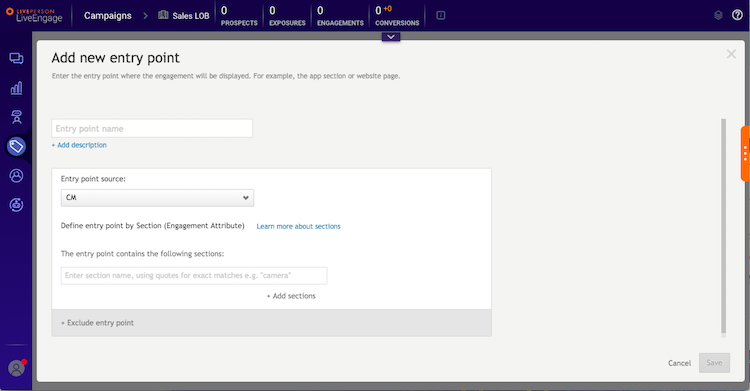 LIVEPERSON
LiveEngage
Campaigns
Sales LOB
0
PROSPECTS
0
EXPOSURES
0
ENGAGEMENTS
0 +0
CONVERSIONS
Add new entry point
Enter the entry point where the engagement will be displayed. For example, the app section or website page.
Entry point name
+ Add description
Entry point source:
CM
Define entry point by Section (Engagement Attribute) Learn more about sections
The entry point contains the following sections:
Enter section name, using quotes for exact matches e.g. "camera"
+ Add sections
+ Exclude entry point
Cancel Save